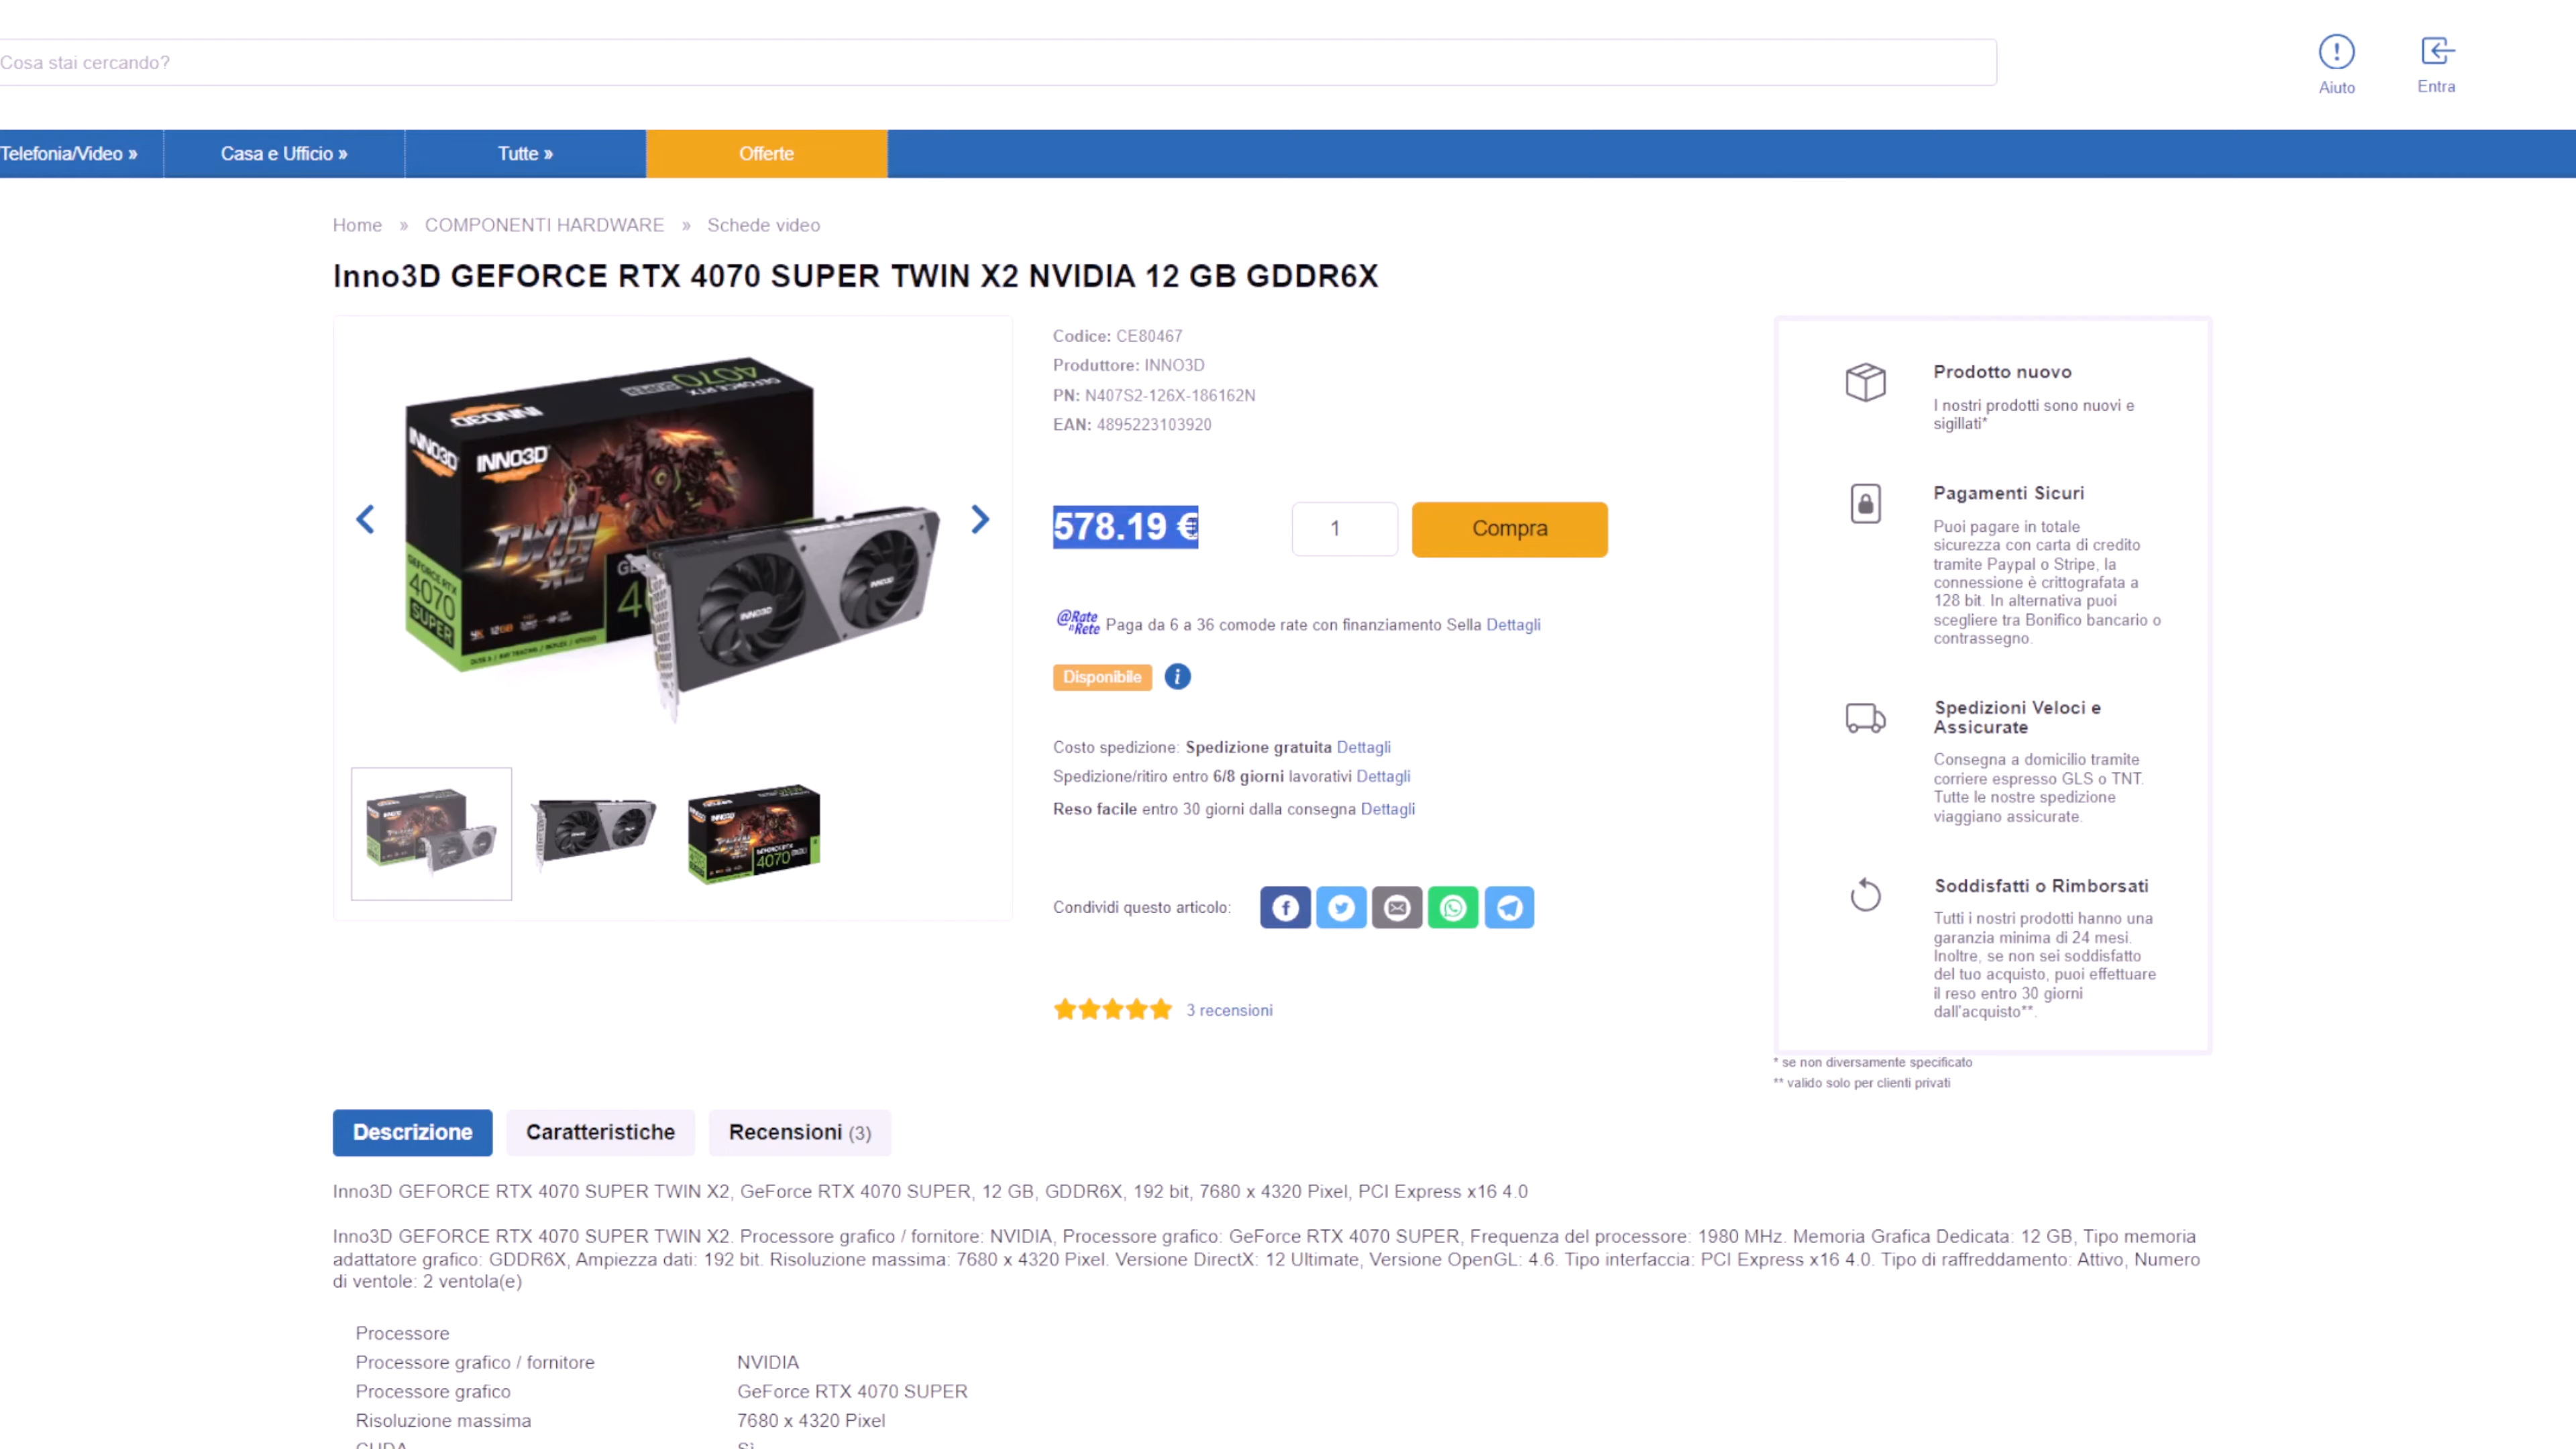 Cosa stai cercando?
Aiuto
Entra
Telefonia/Video »
Casa e Ufficio »
Tutte »
Offerte
Home » COMPONENTI HARDWARE » Schede video
Inno3D GEFORCE RTX 4070 SUPER TWIN X2 NVIDIA 12 GB GDDR6X
INNO3D
INNO3D
TWIN
X2
GEFORCE RTX
4070
SUPER
INNO3D
INNO3D
Codice: CE80467
Produttore: INNO3D
PN: N407S2-126X-186162N
EAN: 4895223103920
578.19 €
1
Compra
@Rate
nRete
Paga da 6 a 36 comode rate con finanziamento Sella Dettagli
Disponibile
Costo spedizione: Spedizione gratuita Dettagli
Spedizione/ritiro entro 6/8 giorni lavorativi Dettagli
Reso facile entro 30 giorni dalla consegna Dettagli
Condividi questo articolo:
3 recensioni
Prodotto nuovo
I nostri prodotti sono nuovi e
sigillati*
Pagamenti Sicuri
Puoi pagare in totale
sicurezza con carta di credito
tramite Paypal o Stripe, la
connessione è crittografata a
128 bit. In alternativa puoi
scegliere tra Bonifico bancario o
contrassegno.
Spedizioni Veloci e
Assicurate
Consegna a domicilio tramite
corriere espresso GLS o TNT.
Tutte le nostre spedizione
viaggiano assicurate.
Soddisfatti o Rimborsati
Tutti i nostri prodotti hanno una
garanzia minima di 24 mesi.
Inoltre, se non sei soddisfatto
del tuo acquisto, puoi effettuare
il reso entro 30 giorni
dall'acquisto**.
* se non diversamente specificato
** valido solo per clienti privati
Descrizione
Caratteristiche
Recensioni (3)
Inno3D GEFORCE RTX 4070 SUPER TWIN X2, GeForce RTX 4070 SUPER, 12 GB, GDDR6X, 192 bit, 7680 x 4320 Pixel, PCI Express x16 4.0
Inno3D GEFORCE RTX 4070 SUPER TWIN X2. Processore grafico / fornitore: NVIDIA, Processore grafico: GeForce RTX 4070 SUPER, Frequenza del processore: 1980 MHz. Memoria Grafica Dedicata: 12 GB, Tipo memoria
adattatore grafico: GDDR6X, Ampiezza dati: 192 bit. Risoluzione massima: 7680 x 4320 Pixel. Versione DirectX: 12 Ultimate, Versione OpenGL: 4.6. Tipo interfaccia: PCI Express x16 4.0. Tipo di raffreddamento: Attivo, Numero
di ventole: 2 ventola(e)
Processore
Processore grafico / fornitore NVIDIA
Processore grafico GeForce RTX 4070 SUPER
Risoluzione massima 7680 x 4320 Pixel
CUDA Sì